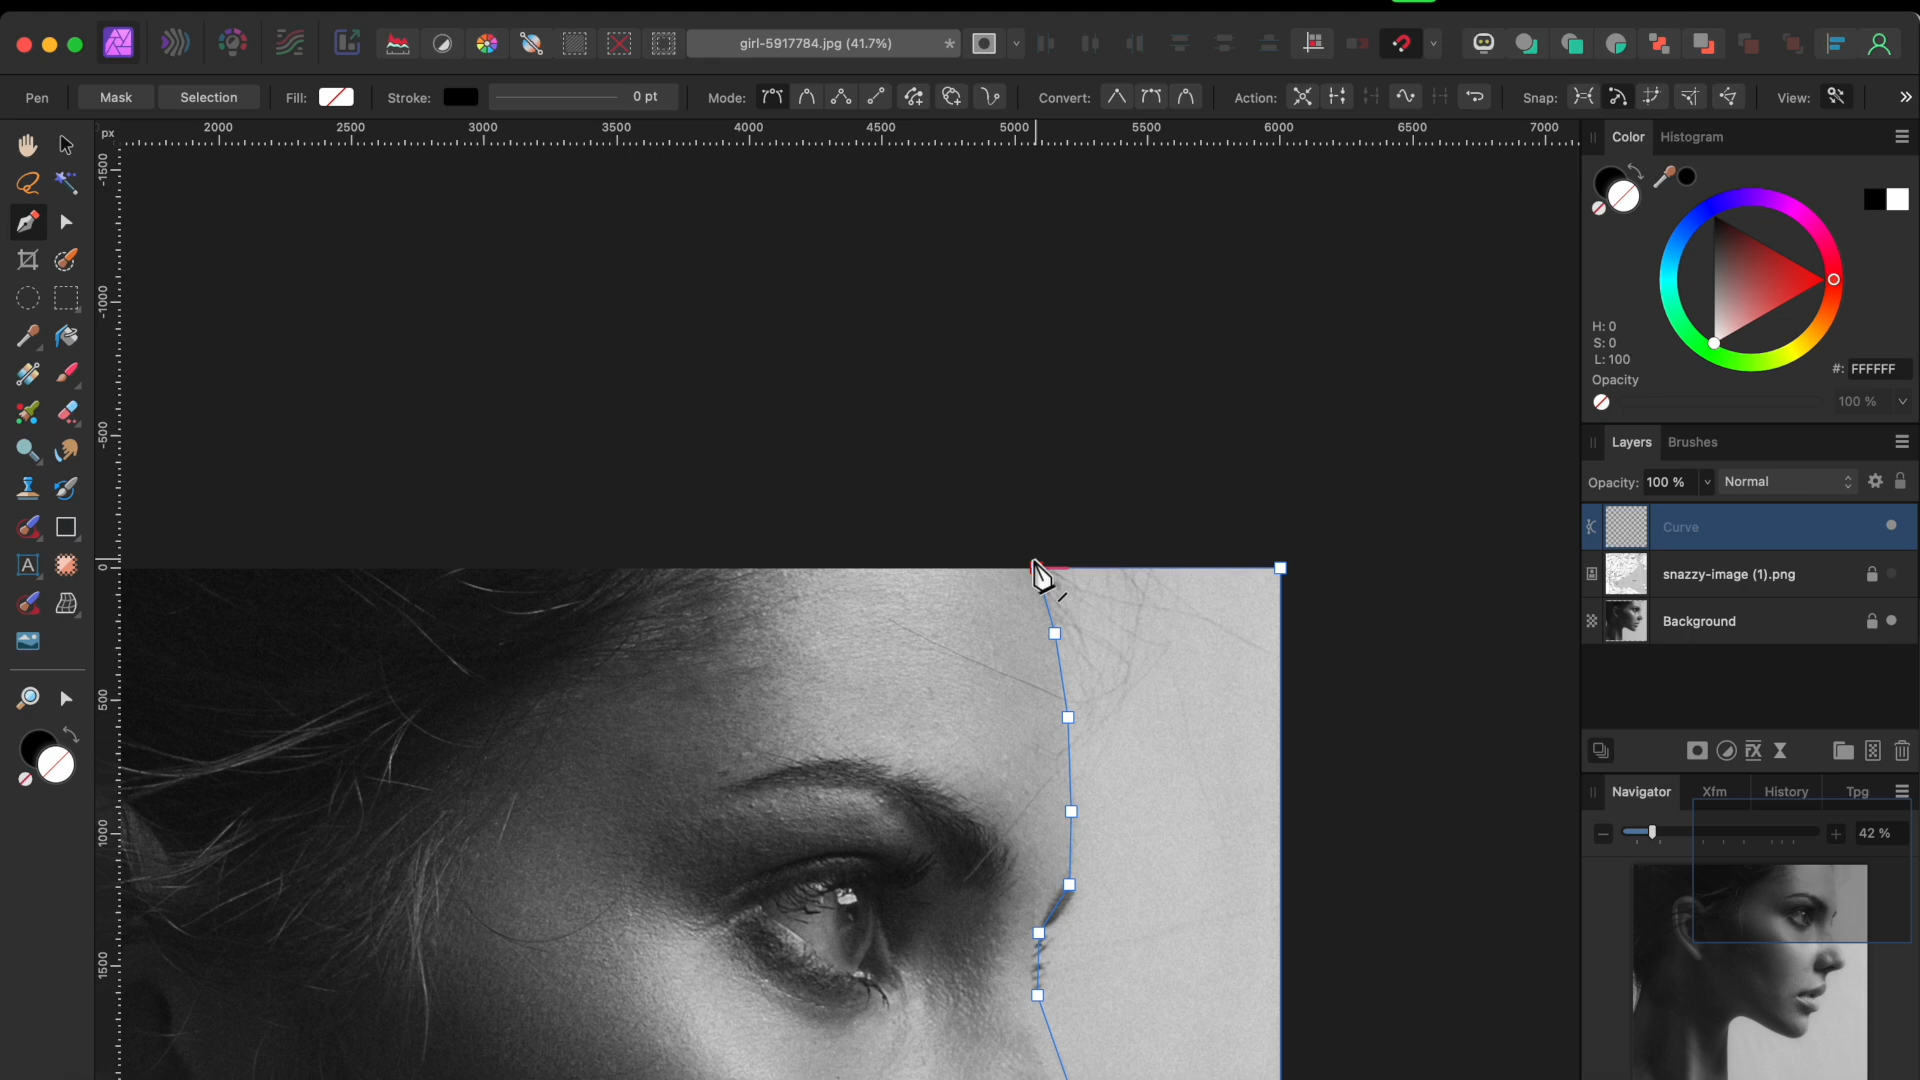 girl-5917784.jpg (41.7%)
*
Pen
Mask
Selection
Fill:
Stroke:
0 pt
Mode:
Convert:
Action:
Snap:
View:
»
px
2000
2500
3000
3500
4000
4500
5000
5500
6000
6500
7000
-1500
-1000
-500
0
500
1000
1500
A
Color
Histogram
H: 0
S: 0
L: 100
#: FFFFFF
Opacity
100 %
Layers
Brushes
Opacity: 100 %
Normal
Curve
snazzy-image (1).png
Background
FX
Navigator
Xfm
History
Tpg
42 %